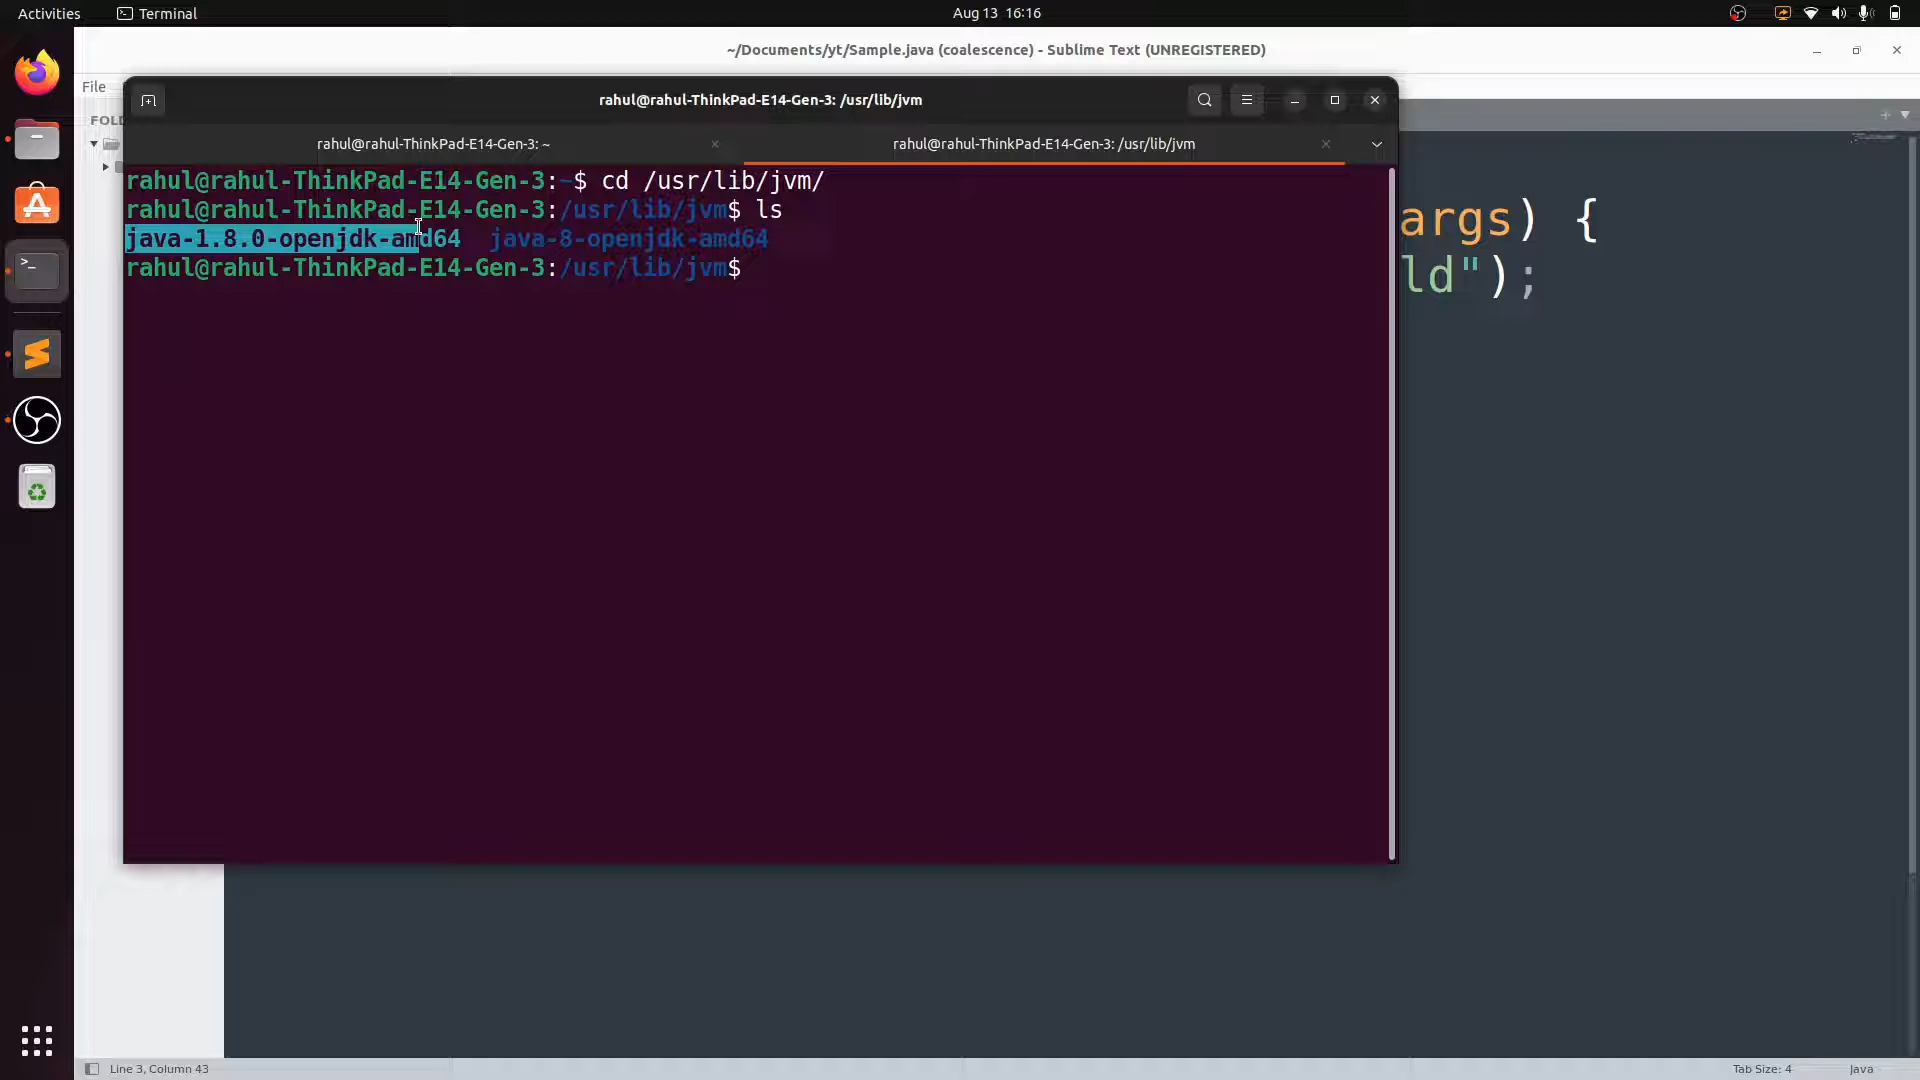 Activities Terminal Aug 13 16:16
~/Documents/yt/Sample.java (coalescence) - Sublime Text (UNREGISTERED)
File
rahul@rahul-ThinkPad-E14-Gen-3: /usr/lib/jvm
FOLD
rahul@rahul-ThinkPad-E14-Gen-3: ~ rahul@rahul-ThinkPad-E14-Gen-3: /usr/lib/jvm
rahul@rahul-ThinkPad-E14-Gen-3:~$ cd /usr/lib/jvm/
rahul@rahul-ThinkPad-E14-Gen-3:/usr/lib/jvm$ ls
java-1.8.0-openjdk-amd64 java-8-openjdk-amd64
rahul@rahul-ThinkPad-E14-Gen-3:/usr/lib/jvm$
args) {
ld");
Line 3, Column 43 Tab Size: 4 Java